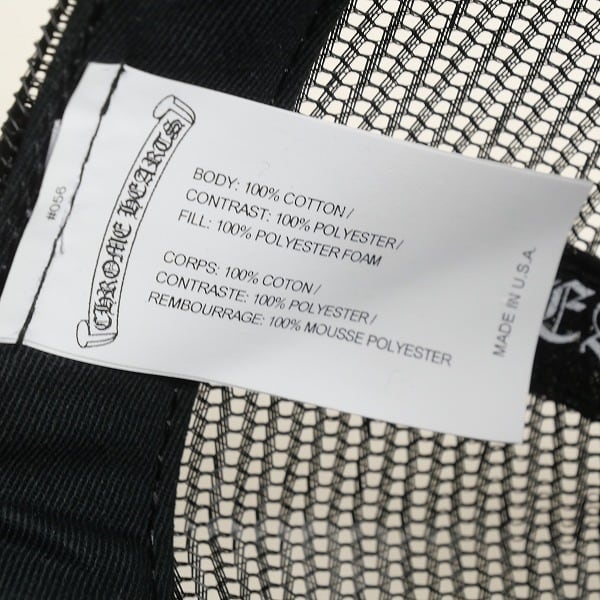 #056
CHROME HEARTS
BODY: 100% COTTON /
CONTRAST: 100% POLYESTER /
FILL: 100% POLYESTER FOAM
CORPS: 100% COTON /
CONTRASTE: 100% POLYESTER /
REMBOURRAGE: 100% MOUSSE POLYESTER
MADE IN U.S.A.